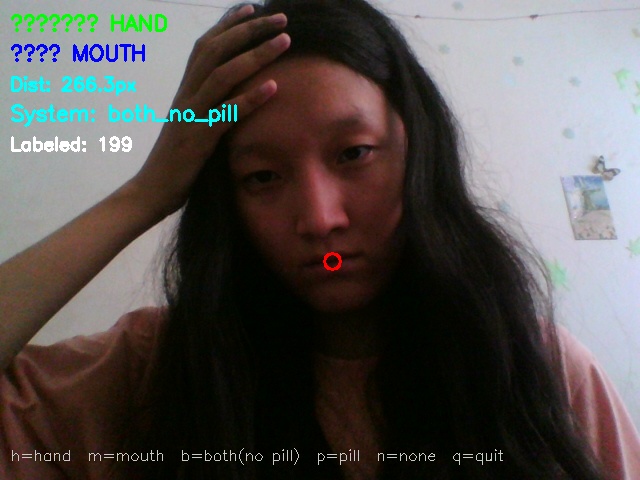 ??????? HAND
???? MOUTH
Dist: 266.3px
System: both_no_pill
Labeled: 199
h=hand m=mouth b=both(no pill) p=pill n=none q=quit